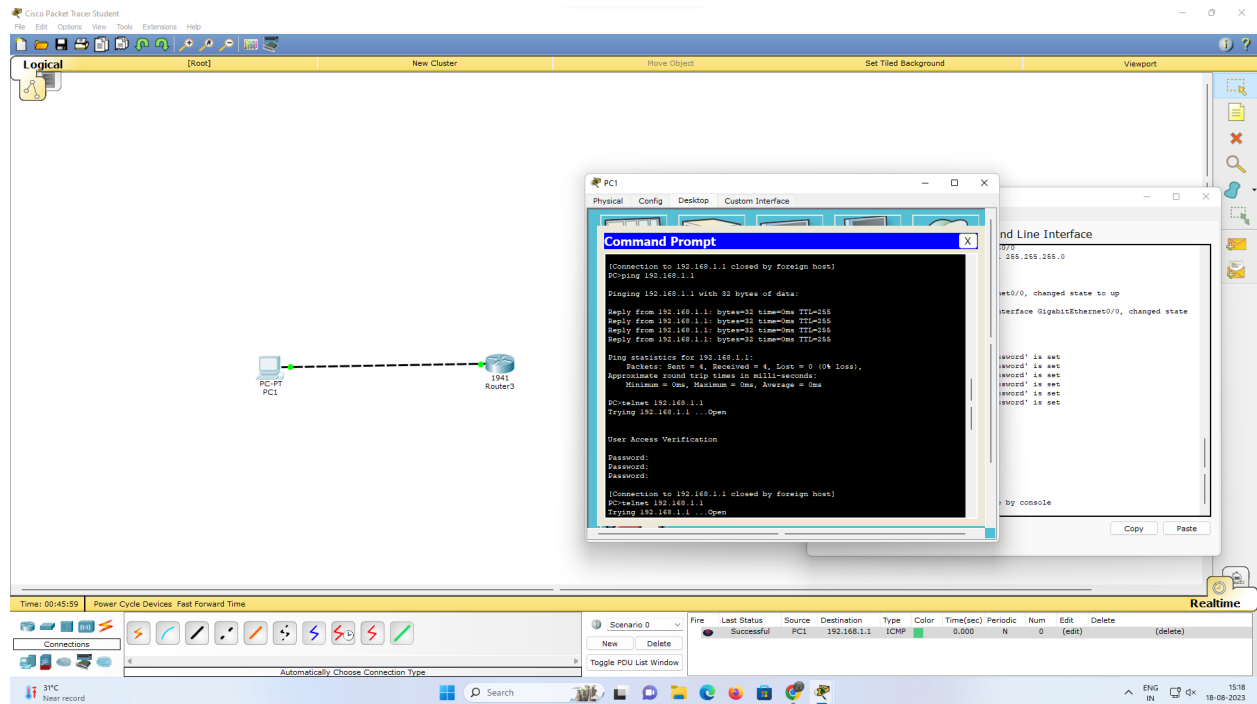 Cisco Packet Tracer Student
File Edit Options View Tools Extensions Help
Logical [Root] New Cluster Move Object Set Tiled Background Viewport
PC-PT
PC1
1941
Router3
PC1
Physical Config Desktop Custom Interface
Command Prompt X
[Connection to 192.168.1.1 closed by foreign host]
PC>ping 192.168.1.1
Pinging 192.168.1.1 with 32 bytes of data:
Reply from 192.168.1.1: bytes=32 time=0ms TTL=255
Reply from 192.168.1.1: bytes=32 time=0ms TTL=255
Reply from 192.168.1.1: bytes=32 time=0ms TTL=255
Reply from 192.168.1.1: bytes=32 time=0ms TTL=255
Ping statistics for 192.168.1.1:
Packets: Sent = 4, Received = 4, Lost = 0 (0% loss),
Approximate round trip times in milli-seconds:
Minimum = 0ms, Maximum = 0ms, Average = 0ms
PC>telnet 192.168.1.1
Trying 192.168.1.1 ...Open
User Access Verification
Password:
Password:
Password:
[Connection to 192.168.1.1 closed by foreign host]
PC>telnet 192.168.1.1
Trying 192.168.1.1 ...Open
nd Line Interface
0/0
255.255.255.0
et0/0, changed state to up
terface GigabitEthernet0/0, changed state
sword' is set
sword' is set
sword' is set
sword' is set
sword' is set
sword' is set
by console
Copy Paste
Time: 00:45:59 Power Cycle Devices Fast Forward Time Realtime
Connections
Automatically Choose Connection Type
Scenario 0
New Delete
Toggle PDU List Window
Fire Last Status Source Destination Type Color Time(sec) Periodic Num Edit Delete
Successful PC1 192.168.1.1 ICMP 0.000 N 0 (edit) (delete)
31°C
Near record
Search
ENG
IN
15:18
18-08-2023